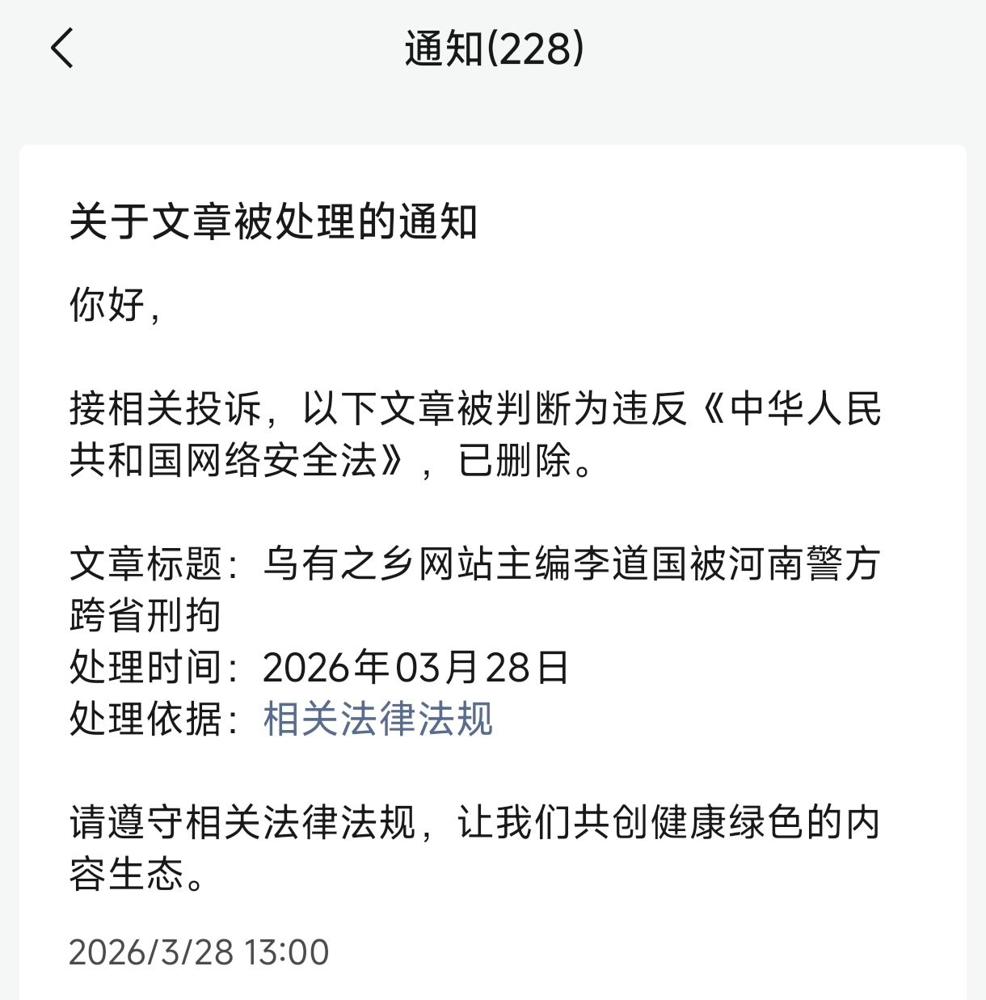 通知(228)
关于文章被处理的通知
你好，
接相关投诉，以下文章被判断为违反《中华人民
共和国网络安全法》，已删除。
文章标题：乌有之乡网站主编李道国被河南警方
跨省刑拘
处理时间：2026年03月28日
处理依据：相关法律法规
请遵守相关法律法规，让我们共创健康绿色的内
容生态。
2026/3/28 13:00